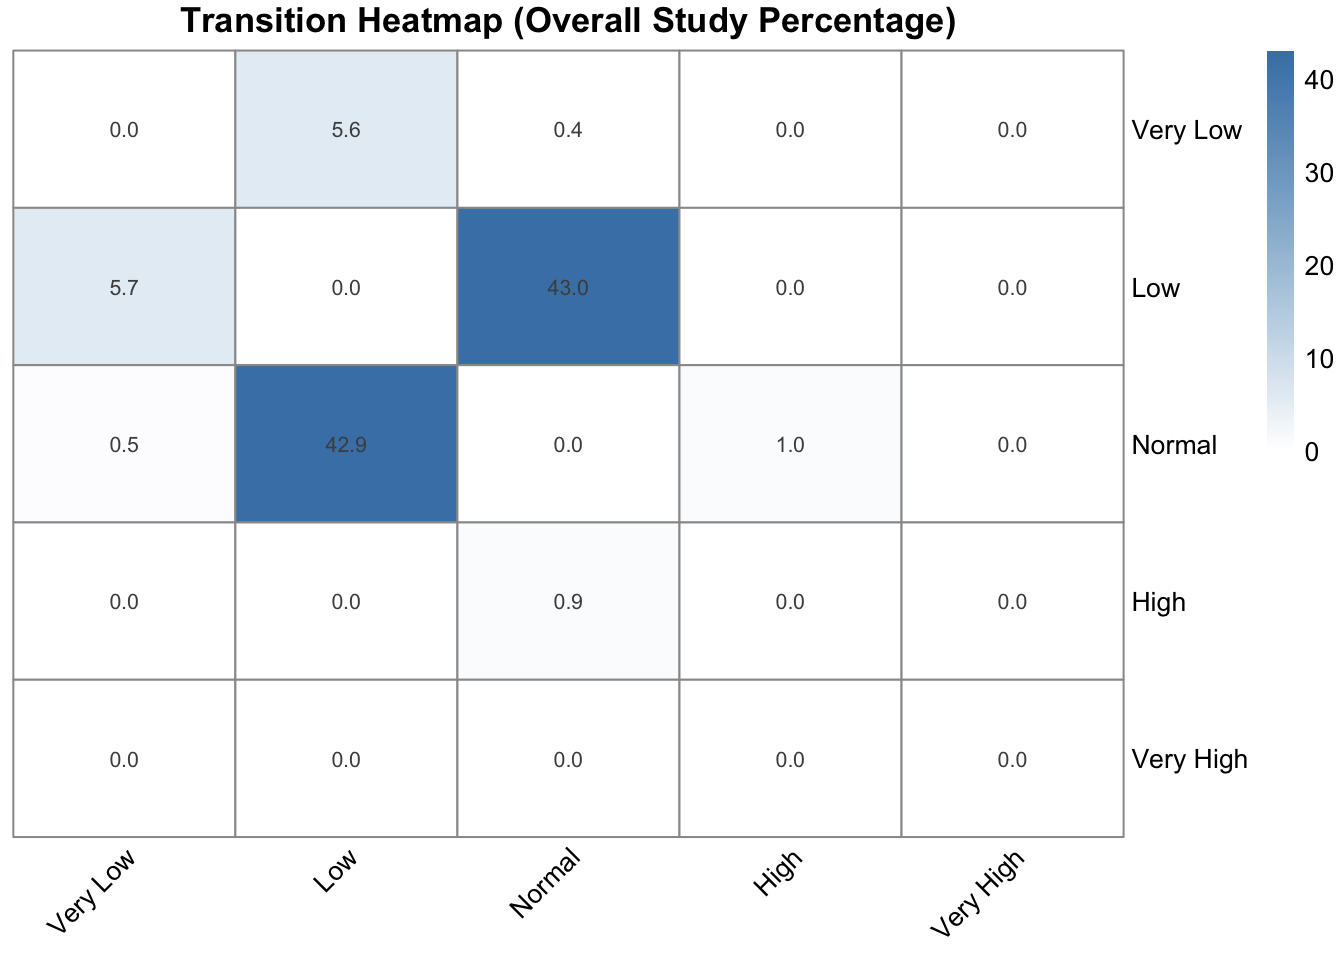 Transition Heatmap (Overall Study Percentage)
0.0 5.6 0.4 0.0 0.0 Very Low
5.7 0.0 43.0 0.0 0.0 Low
0.5 42.9 0.0 1.0 0.0 Normal
0.0 0.0 0.9 0.0 0.0 High
0.0 0.0 0.0 0.0 0.0 Very High
Very Low Low Normal High Very High
40
30
20
10
0